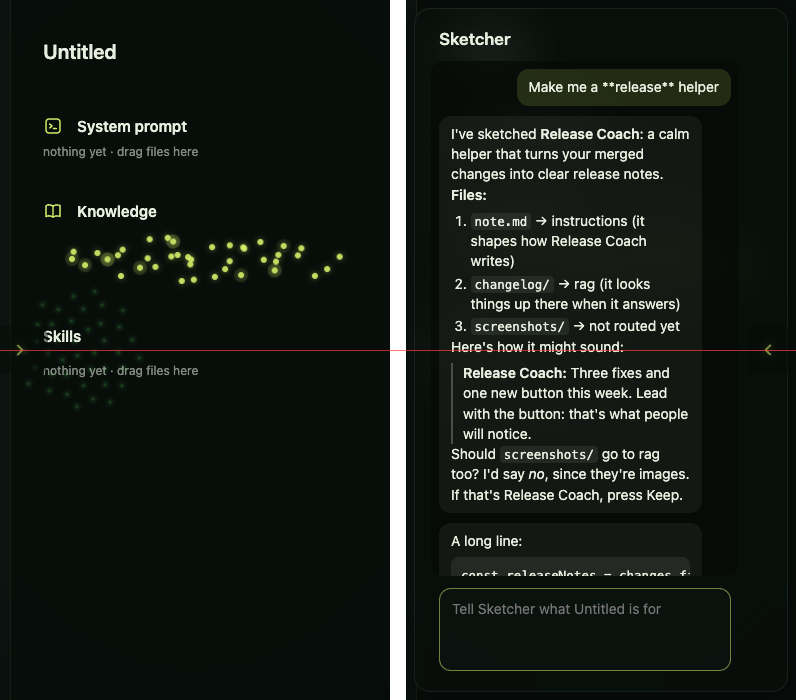 Untitled
System prompt
nothing yet · drag files here
Knowledge
Skills
nothing yet · drag files here
Sketcher
Make me a **release** helper
I've sketched Release Coach: a calm
helper that turns your merged
changes into clear release notes.
Files:
1. note.md → instructions (it
shapes how Release Coach
writes)
2. changelog/ → rag (it looks
things up there when it answers)
3. screenshots/ → not routed yet
Here's how it might sound:
Release Coach: Three fixes and
one new button this week. Lead
with the button: that's what people
will notice.
Should screenshots/ go to rag
too? I'd say no, since they're images.
If that's Release Coach, press Keep.
A long line:
const releaseNotes = changes.f
Tell Sketcher what Untitled is for